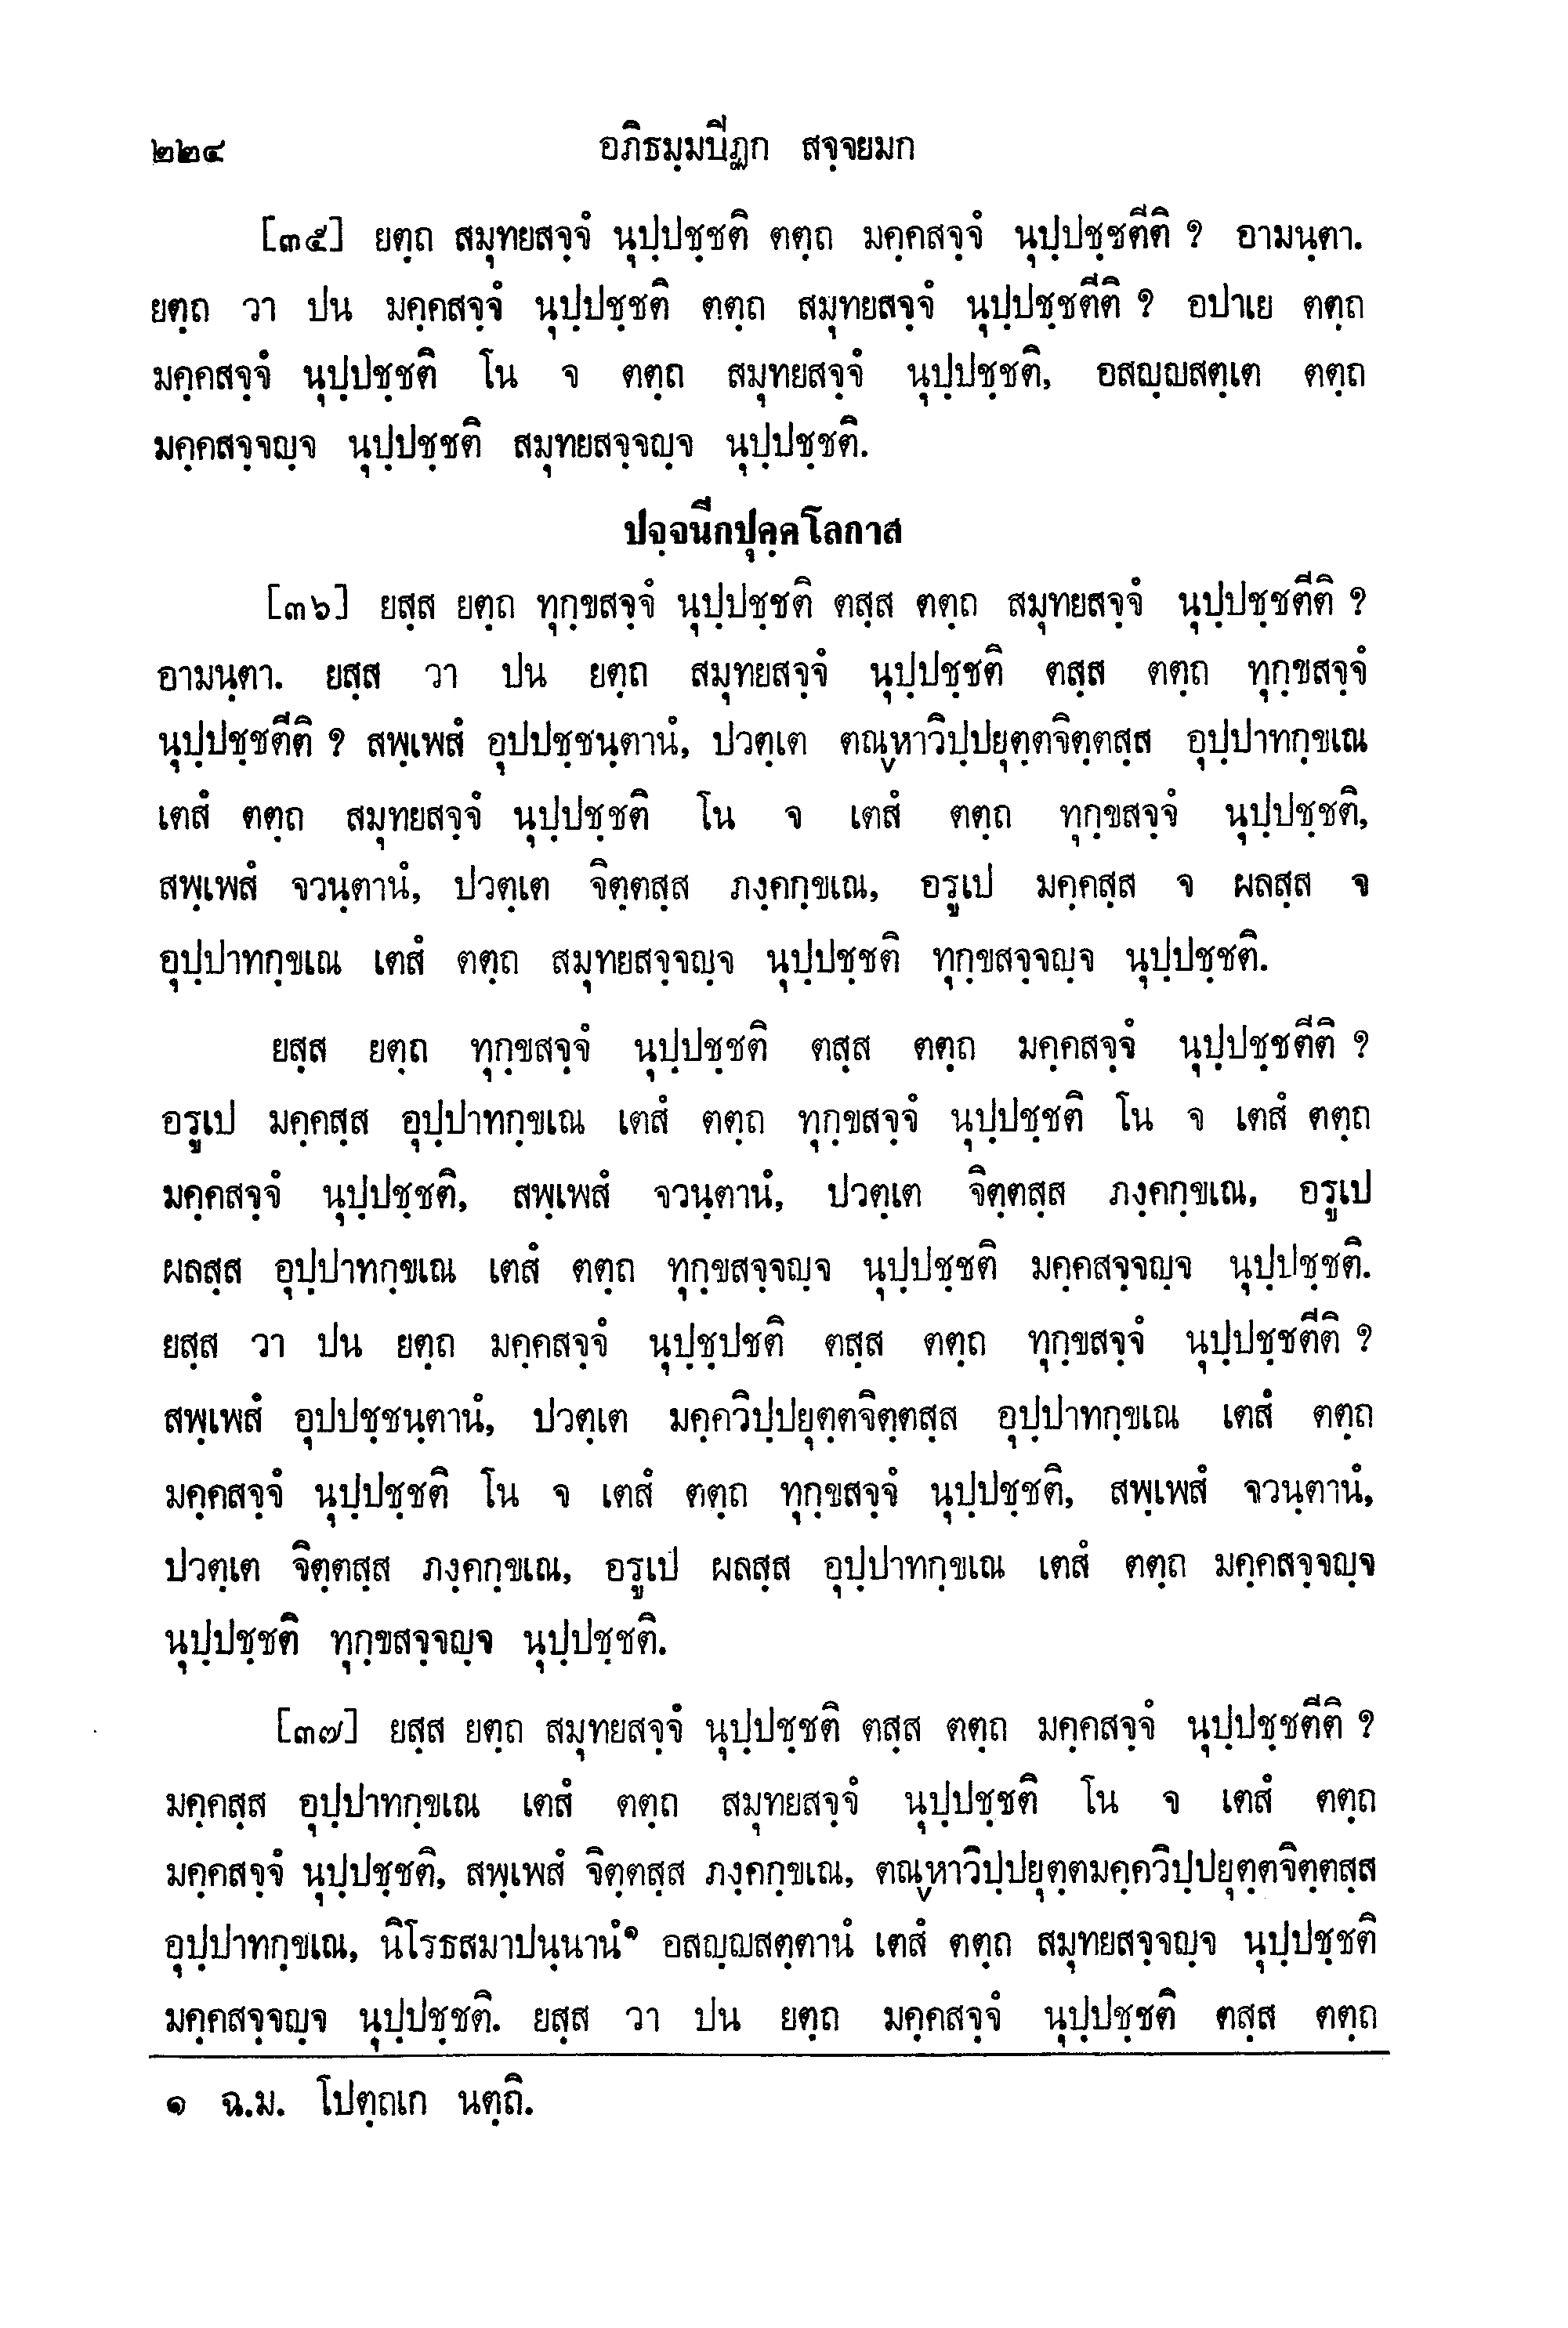 ๒๒๔ อภิธมฺมปีฏก สจฺจยมก
[๓๕] ยตฺถ สมุทยสจฺจํ นุปฺปชฺชติ ตตฺถ มคฺคสจฺจํ นุปฺปชฺชตีติ ? อามนฺตา.
ยตฺถ วา ปน มคฺคสจฺจํ นุปฺปชฺชติ ตตฺถ สมุทยสจฺจํ นุปฺปชฺชตีติ ? อปาเย ตตฺถ
มคฺคสจฺจํ นุปฺปชฺชติ โน จ ตตฺถ สมุทยสจฺจํ นุปฺปชฺชติ, อสญฺญสตฺเต ตตฺถ
มคฺคสจฺจญฺจ นุปฺปชฺชติ สมุทยสจฺจญฺจ นุปฺปชฺชติ.
ปจฺจนีกปุคฺคโลกาส
[๓๖] ยสฺส ยตฺถ ทุกฺขสจฺจํ นุปฺปชฺชติ ตสฺส ตตฺถ สมุทยสจฺจํ นุปฺปชฺชตีติ ?
อามนฺตา. ยสฺส วา ปน ยตฺถ สมุทยสจฺจํ นุปฺปชฺชติ ตสฺส ตตฺถ ทุกฺขสจฺจํ
นุปฺปชฺชตีติ ? สพฺเพสํ อุปปชฺชนฺตานํ, ปวตฺเต ตณฺหาวิปฺปยุตฺตจิตฺตสฺส อุปฺปาทกฺขเณ
เตสํ ตตฺถ สมุทยสจฺจํ นุปฺปชฺชติ โน จ เตสํ ตตฺถ ทุกฺขสจฺจํ นุปฺปชฺชติ,
สพฺเพสํ จวนฺตานํ, ปวตฺเต จิตฺตสฺส ภงฺคกฺขเณ, อรูเป มคฺคสฺส จ ผลสฺส จ
อุปฺปาทกฺขเณ เตสํ ตตฺถ สมุทยสจฺจญฺจ นุปฺปชฺชติ ทุกฺขสจฺจญฺจ นุปฺปชฺชติ.
ยสฺส ยตฺถ ทุกฺขสจฺจํ นุปฺปชฺชติ ตสฺส ตตฺถ มคฺคสจฺจํ นุปฺปชฺชตีติ ?
อรูเป มคฺคสฺส อุปฺปาทกฺขเณ เตสํ ตตฺถ ทุกฺขสจฺจํ นุปฺปชฺชติ โน จ เตสํ ตตฺถ
มคฺคสจฺจํ นุปฺปชฺชติ, สพฺเพสํ จวนฺตานํ, ปวตฺเต จิตฺตสฺส ภงฺคกฺขเณ, อรูเป
ผลสฺส อุปฺปาทกฺขเณ เตสํ ตตฺถ ทุกฺขสจฺจญฺจ นุปฺปชฺชติ มคฺคสจฺจญฺจ นุปฺปชฺชติ.
ยสฺส วา ปน ยตฺถ มคฺคสจฺจํ นุปฺชฺปชติ ตสฺส ตตฺถ ทุกฺขสจฺจํ นุปฺปชฺชตีติ ?
สพฺเพสํ อุปปชฺชนฺตานํ, ปวตฺเต มคฺควิปฺปยุตฺตจิตฺตสฺส อุปฺปาทกฺขเณ เตสํ ตตฺถ
มคฺคสจฺจํ นุปฺปชฺชติ โน จ เตสํ ตตฺถ ทุกฺขสจฺจํ นุปฺปชฺชติ, สพฺเพสํ จวนฺตานํ,
ปวตฺเต จิตฺตสฺส ภงฺคกฺขเณ, อรูเป ผลสฺส อุปฺปาทกฺขเณ เตสํ ตตฺถ มคฺคสจฺจญฺจ
นุปฺปชฺชติ ทุกฺขสจฺจญฺจ นุปฺปชฺชติ.
[๓๗] ยสฺส ยตฺถ สมุทยสจฺจํ นุปฺปชฺชติ ตสฺส ตตฺถ มคฺคสจฺจํ นุปฺปชฺชตีติ ?
มคฺคสฺส อุปฺปาทกฺขเณ เตสํ ตตฺถ สมุทยสจฺจํ นุปฺปชฺชติ โน จ เตสํ ตตฺถ
มคฺคสจฺจํ นุปฺปชฺชติ, สพฺเพสํ จิตฺตสฺส ภงฺคกฺขเณ, ตณฺหาวิปฺปยุตฺตมคฺควิปฺปยุตฺตจิตฺตสฺส
อุปฺปาทกฺขเณ, นิโรธสมาปนฺนานํ๑ อสญฺญสตฺตานํ เตสํ ตตฺถ สมุทยสจฺจญฺจ นุปฺปชฺชติ
มคฺคสจฺจญฺจ นุปฺปชฺชติ. ยสฺส วา ปน ยตฺถ มคฺคสจฺจํ นุปฺปชฺชติ ตสฺส ตตฺถ
๑ ฉ.ม. โปตฺถเก นตฺถิ.